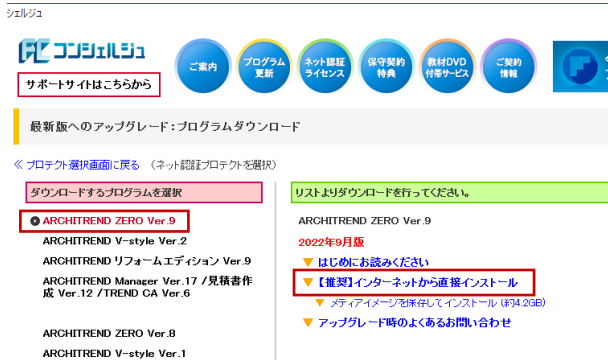 シェルジュ
FC コンシェルジュ
サポートサイトはこちらから
ご案内
プログラム
更新
ネット認証
ライセンス
保守契約
特典
教材DVD
付帯サービス
ご契約
情報
最新版へのアップグレード:プログラムダウンロード
≪ プロテクト選択画面に戻る (ネット認証プロテクトを選択)
ダウンロードするプログラムを選択
ARCHITREND ZERO Ver.9
ARCHITREND V-style Ver.2
ARCHITREND リフォームエディション Ver.9
ARCHITREND Manager Ver.17 /見積書作
成 Ver.12 /TREND CA Ver.6
ARCHITREND ZERO Ver.8
ARCHITREND V-style Ver.1
リストよりダウンロードを行ってください。
ARCHITREND ZERO Ver.9
2022年9月版
▼ はじめにお読みください
▼ 【推奨】インターネットから直接インストール
▼ メディアイメージを保存してインストール (約4.2GB)
▼ アップグレード時のよくあるお問い合わせ